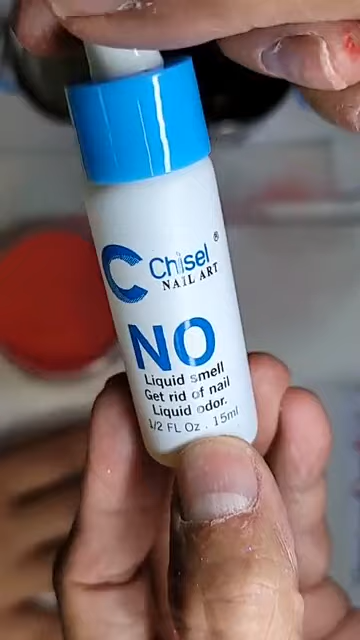 C Chisel ®
NAIL ART
NO
Liquid smell
Get rid of nail
Liquid odor.
1/2 FL Oz . 15ml